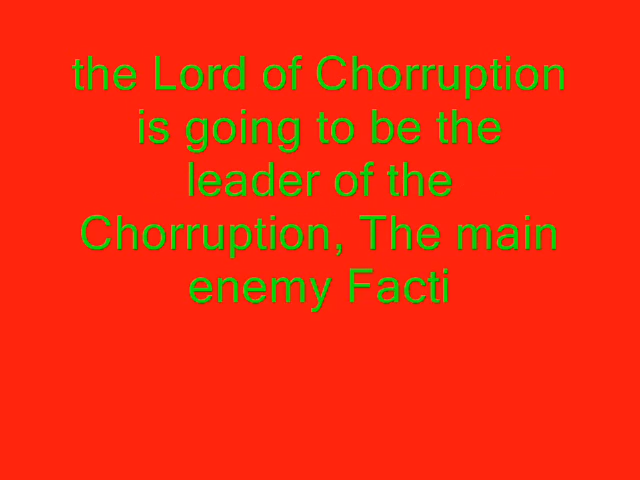 the Lord of Chorruption
is going to be the
leader of the
Chorruption, The main
enemy Facti